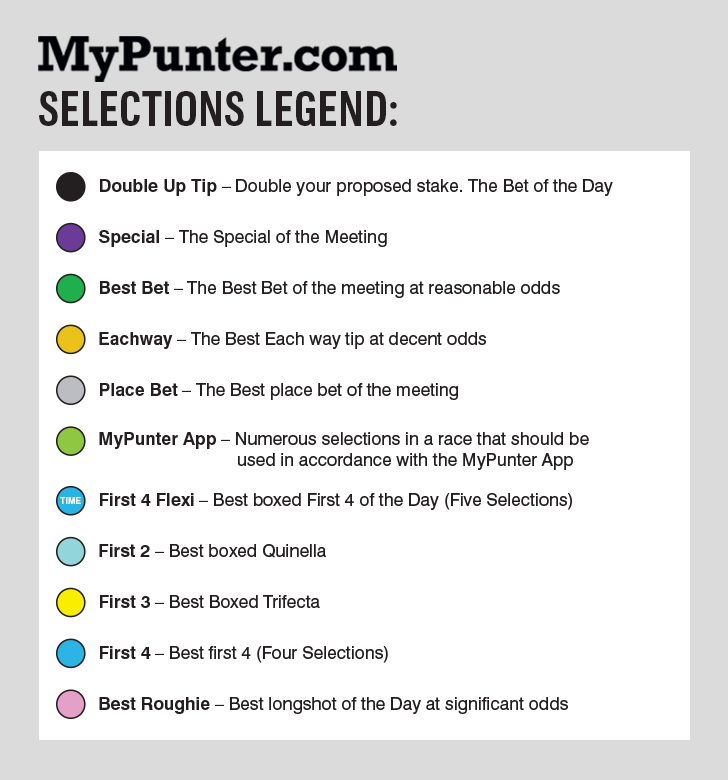 MyPunter.com
SELECTIONS LEGEND:
Double Up Tip – Double your proposed stake. The Bet of the Day
Special – The Special of the Meeting
Best Bet – The Best Bet of the meeting at reasonable odds
Eachway – The Best Each way tip at decent odds
Place Bet – The Best place bet of the meeting
MyPunter App – Numerous selections in a race that should be
used in accordance with the MyPunter App
TIME First 4 Flexi – Best boxed First 4 of the Day (Five Selections)
First 2 – Best boxed Quinella
First 3 – Best Boxed Trifecta
First 4 – Best first 4 (Four Selections)
Best Roughie – Best longshot of the Day at significant odds